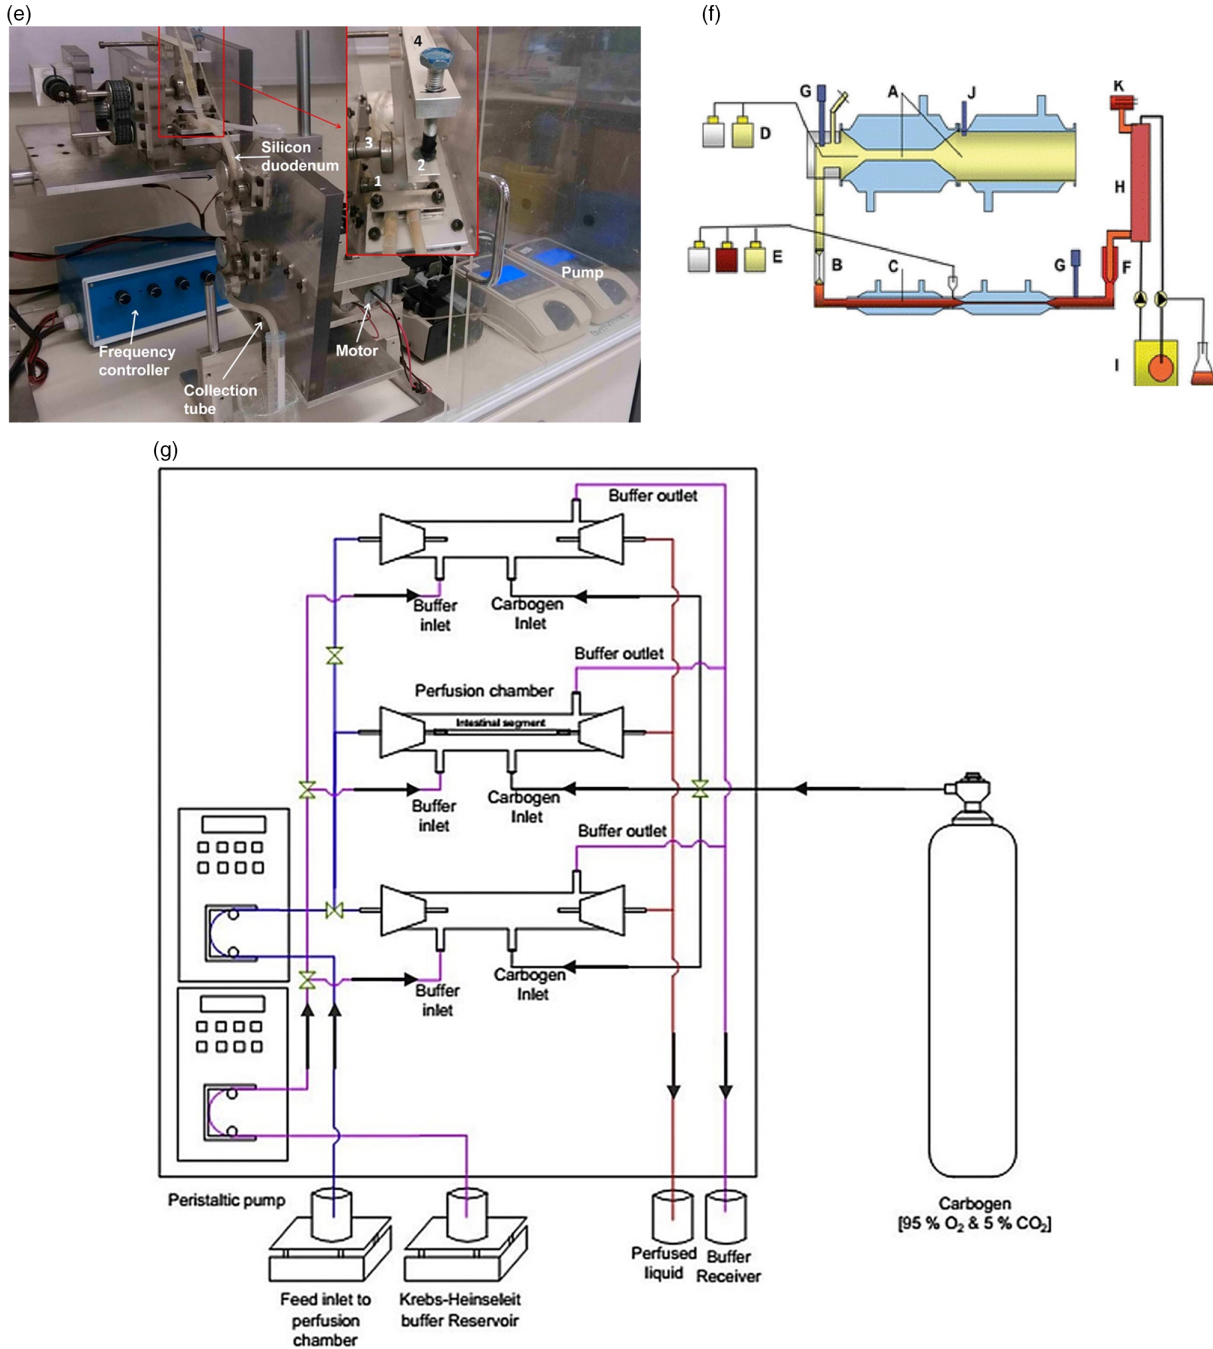 (e)
4
3
2
1
Silicon
duodenum
Pump
Frequency
controller
Motor
Collection
tube
(f)
G
A
J
K
D
H
E
B
C
G
F
I
(g)
Buffer outlet
Buffer
inlet
Carbogen
Inlet
Buffer outlet
Perfusion chamber
Intestinal segment
Buffer
inlet
Carbogen
Inlet
Buffer outlet
Buffer
inlet
Carbogen
Inlet
Peristaltic pump
Feed inlet to
perfusion
chamber
Krebs-Heinseleit
buffer Reservoir
Perfused
liquid
Buffer
Receiver
Carbogen
[95 % O₂ & 5 % CO₂]